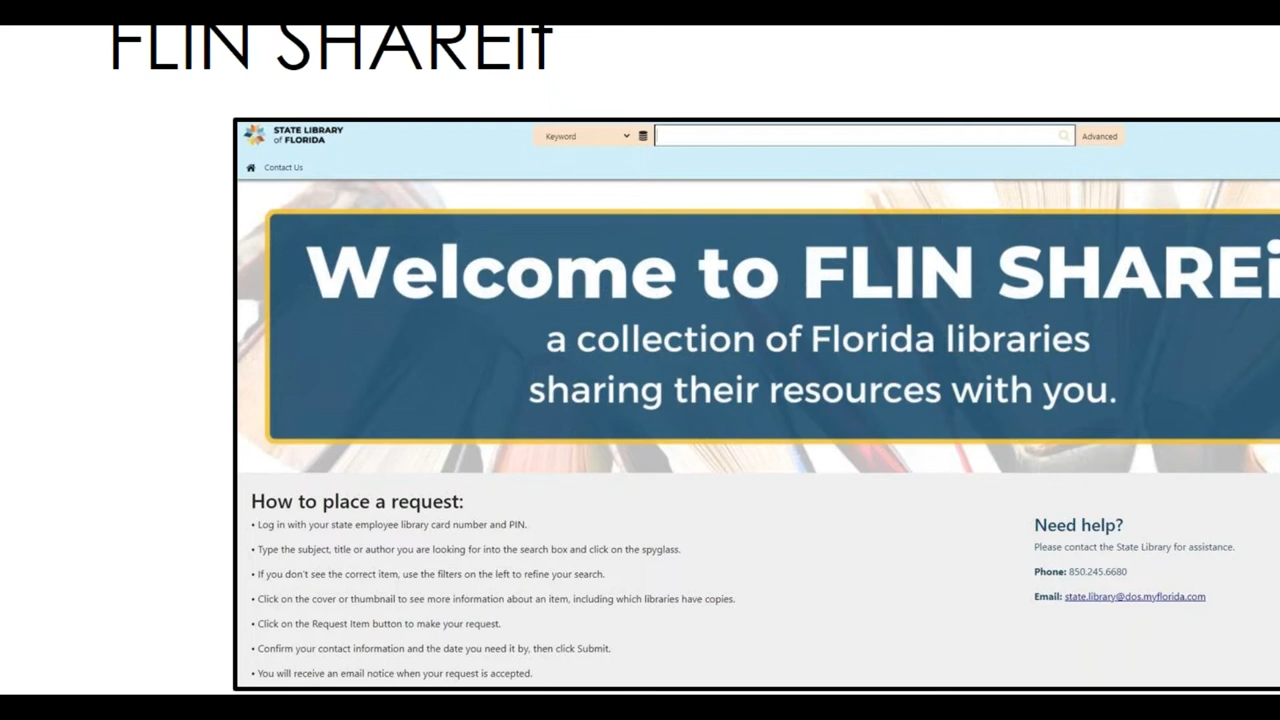 FLIN SHAREit
STATE LIBRARY
of FLORIDA
Keyword
Advanced
Contact Us
Welcome to FLIN SHAREi
a collection of Florida libraries
sharing their resources with you.
How to place a request:
• Log in with your state employee library card number and PIN.
• Type the subject, title or author you are looking for into the search box and click on the spyglass.
• If you don't see the correct item, use the filters on the left to refine your search.
• Click on the cover or thumbnail to see more information about an item, including which libraries have copies.
• Click on the Request Item button to make your request.
• Confirm your contact information and the date you need it by, then click Submit.
• You will receive an email notice when your request is accepted.
Need help?
Please contact the State Library for assistance.
Phone: 850.245.6680
Email: state.library@dos.myflorida.com